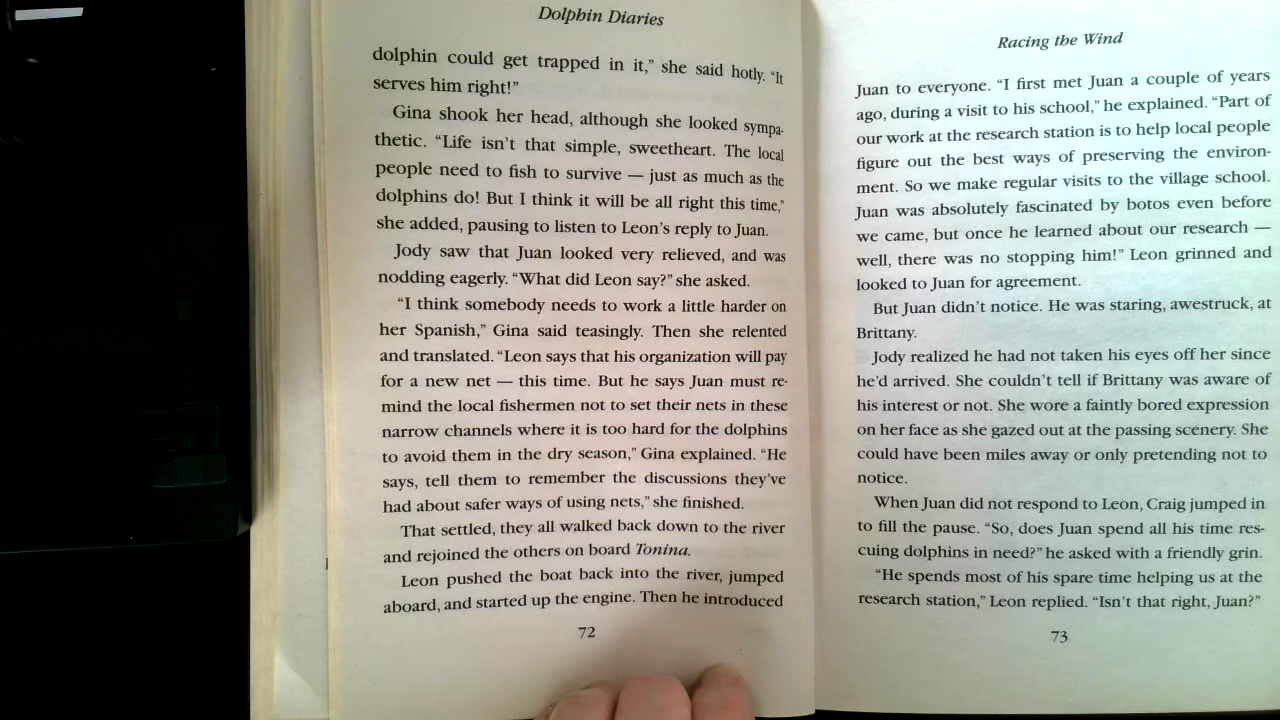 Dolphin Diaries
dolphin could get trapped in it,” she said hotly. “It
serves him right!”
Gina shook her head, although she looked sympa-
thetic. “Life isn’t that simple, sweetheart. The local
people need to fish to survive — just as much as the
dolphins do! But I think it will be all right this time,”
she added, pausing to listen to Leon’s reply to Juan.
Jody saw that Juan looked very relieved, and was
nodding eagerly. “What did Leon say?” she asked.
“I think somebody needs to work a little harder on
her Spanish,” Gina said teasingly. Then she relented
and translated. “Leon says that his organization will pay
for a new net — this time. But he says Juan must re-
mind the local fishermen not to set their nets in these
narrow channels where it is too hard for the dolphins
to avoid them in the dry season,” Gina explained. “He
says, tell them to remember the discussions they’ve
had about safer ways of using nets,” she finished.
That settled, they all walked back down to the river
and rejoined the others on board Tonina.
Leon pushed the boat back into the river, jumped
aboard, and started up the engine. Then he introduced
72
Racing the Wind
Juan to everyone. “I first met Juan a couple of years
ago, during a visit to his school,” he explained. “Part of
our work at the research station is to help local people
figure out the best ways of preserving the environ-
ment. So we make regular visits to the village school.
Juan was absolutely fascinated by botos even before
we came, but once he learned about our research —
well, there was no stopping him!” Leon grinned and
looked to Juan for agreement.
But Juan didn’t notice. He was staring, awestruck, at
Brittany.
Jody realized he had not taken his eyes off her since
he’d arrived. She couldn’t tell if Brittany was aware of
his interest or not. She wore a faintly bored expression
on her face as she gazed out at the passing scenery. She
could have been miles away or only pretending not to
notice.
When Juan did not respond to Leon, Craig jumped in
to fill the pause. “So, does Juan spend all his time res-
cuing dolphins in need?” he asked with a friendly grin.
“He spends most of his spare time helping us at the
research station,” Leon replied. “Isn’t that right, Juan?”
73